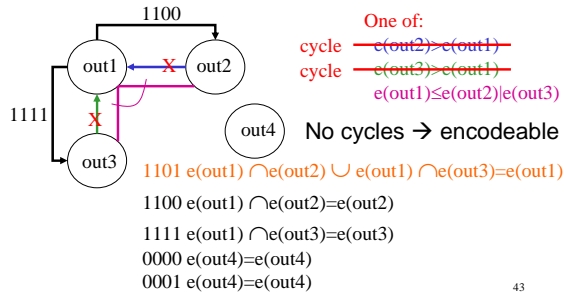 1100
One of:
cycle e(out2)>e(out1)
cycle e(out3)>e(out1)
e(out1)≤e(out2)|e(out3)
out1
X
out2
1111
X
out3
out4
No cycles → encodeable
1101 e(out1) ∩e(out2) ∪ e(out1) ∩e(out3)=e(out1)
1100 e(out1) ∩e(out2)=e(out2)
1111 e(out1) ∩e(out3)=e(out3)
0000 e(out4)=e(out4)
0001 e(out4)=e(out4)
43